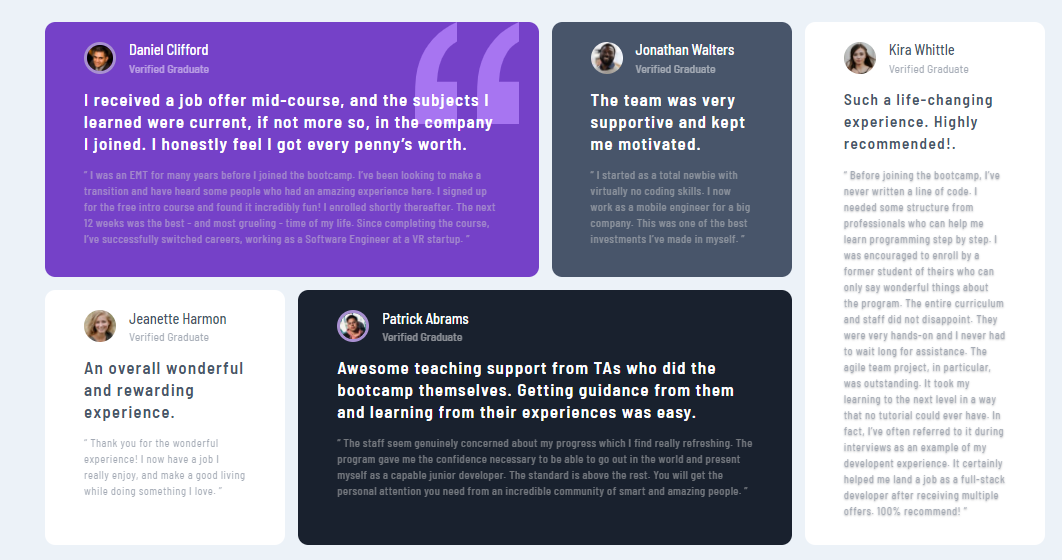 Daniel Clifford
Verified Graduate
I received a job offer mid-course, and the subjects I
learned were current, if not more so, in the company
I joined. I honestly feel I got every penny’s worth.
“ I was an EMT for many years before I joined the bootcamp. I’ve been looking to make a
transition and have heard some people who had an amazing experience here. I signed up
for the free intro course and found it incredibly fun! I enrolled shortly thereafter. The next
12 weeks was the best - and most grueling - time of my life. Since completing the course,
I’ve successfully switched careers, working as a Software Engineer at a VR startup. ”
Jonathan Walters
Verified Graduate
The team was very
supportive and kept
me motivated.
“ I started as a total newbie with
virtually no coding skills. I now
work as a mobile engineer for a big
company. This was one of the best
investments I’ve made in myself. ”
Kira Whittle
Verified Graduate
Such a life-changing
experience. Highly
recommended!.
“ Before joining the bootcamp, I’ve
never written a line of code. I
needed some structure from
professionals who can help me
learn programming step by step. I
was encouraged to enroll by a
former student of theirs who can
only say wonderful things about
the program. The entire curriculum
and staff did not disappoint. They
were very hands-on and I never had
to wait long for assistance. The
agile team project, in particular,
was outstanding. It took my
learning to the next level in a way
that no tutorial could ever have. In
fact, I’ve often referred to it during
interviews as an example of my
developent experience. It certainly
helped me land a job as a full-stack
developer after receiving multiple
offers. 100% recommend! ”
Jeanette Harmon
Verified Graduate
An overall wonderful
and rewarding
experience.
“ Thank you for the wonderful
experience! I now have a job I
really enjoy, and make a good living
while doing something I love. ”
Patrick Abrams
Verified Graduate
Awesome teaching support from TAs who did the
bootcamp themselves. Getting guidance from them
and learning from their experiences was easy.
“ The staff seem genuinely concerned about my progress which I find really refreshing. The
program gave me the confidence necessary to be able to go out in the world and present
myself as a capable junior developer. The standard is above the rest. You will get the
personal attention you need from an incredible community of smart and amazing people. ”